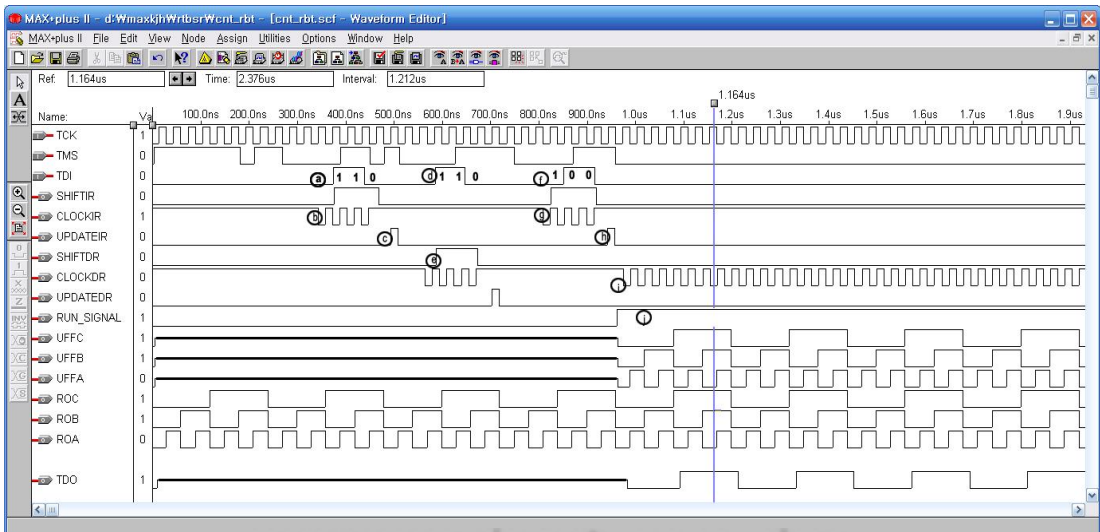 MAX+plus II - d:₩maxkjh₩rtbsr₩cnt_rbt - [cnt_rbt.scf - Waveform Editor]
MAX+plus II File Edit View Node Assign Utilities Options Window Help
Ref: 1.164us Time: 2.376us Interval: 1.212us
1.164us
Name: Val 100.0ns 200.0ns 300.0ns 400.0ns 500.0ns 600.0ns 700.0ns 800.0ns 900.0ns 1.0us 1.1us 1.2us 1.3us 1.4us 1.5us 1.6us 1.7us 1.8us 1.9us
TCK 1
TMS 0
TDI 0 a 1 1 0 d 1 1 0 f 1 0 0
SHIFTIR 0
CLOCKIR 1 b g
UPDATEIR 0 c h
SHIFTDR 0 e
CLOCKDR 0 i
UPDATEDR 0
RUN_SIGNAL 1 j
UFFC 1
UFFB 1
UFFA 0
ROC 1
ROB 1
ROA 0
TDO 1